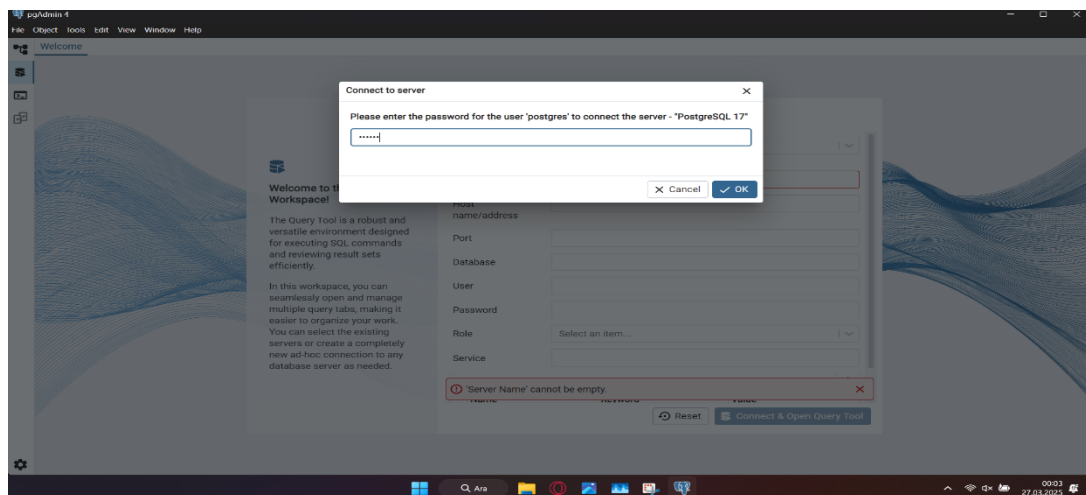 pgAdmin 4
File Object Tools Edit View Window Help
Welcome
Connect to server
Please enter the password for the user 'postgres' to connect the server - "PostgreSQL 17"
••••••
Cancel
OK
Welcome to th
Workspace!
The Query Tool is a robust and
versatile environment designed
for executing SQL commands
and reviewing result sets
efficiently.
In this workspace, you can
seamlessly open and manage
multiple query tabs, making it
easier to organize your work.
You can select the existing
servers or create a completely
new ad-hoc connection to any
database server as needed.
Host
name/address
Port
Database
User
Password
Role
Select an item...
Service
'Server Name' cannot be empty.
Name Keyword Value
Reset
Connect & Open Query Tool
Ara
00:03
27.03.2025